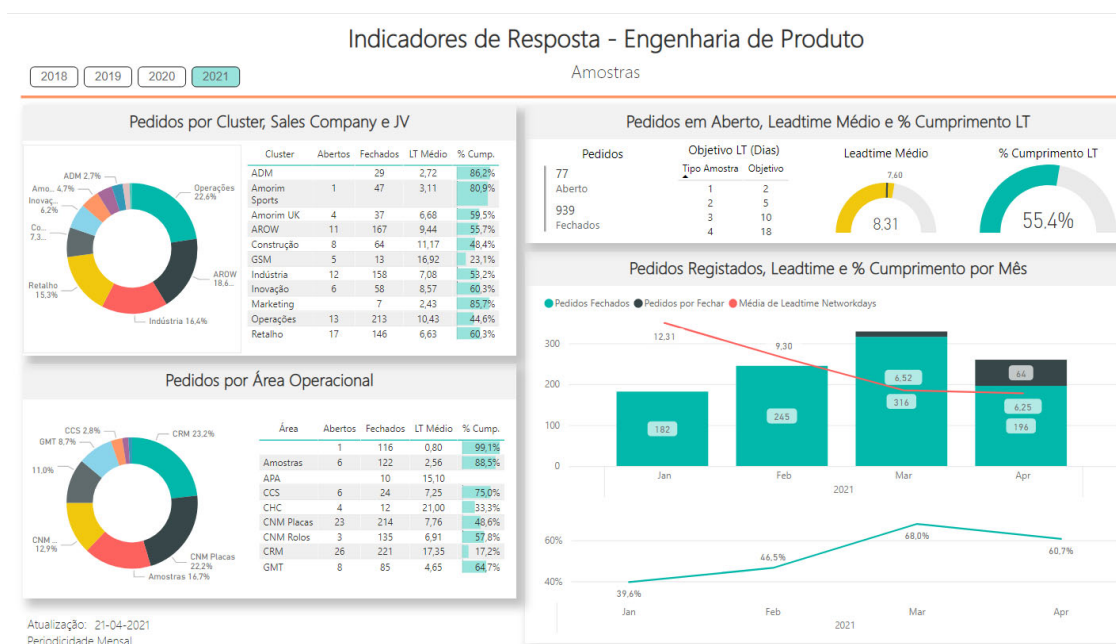 Indicadores de Resposta - Engenharia de Produto
2018 2019 2020 2021
Amostras
Pedidos por Cluster, Sales Company e JV
ADM 2,7%
Amo... 4,7%
Inovaç...
6,2%
Co...
7,3...
Retalho
15,3%
Indústria 16,4%
AROW
18,6...
Operações
22,6%
Cluster Abertos Fechados LT Médio % Cump.
ADM 29 2,72 86,2%
Amorim
Sports 1 47 3,11 80,9%
Amorim UK 4 37 6,68 59,5%
AROW 11 167 9,44 55,7%
Construção 8 64 11,17 48,4%
GSM 5 13 16,92 23,1%
Indústria 12 158 7,08 53,2%
Inovação 6 58 8,57 60,3%
Marketing 7 2,43 85,7%
Operações 13 213 10,43 44,6%
Retalho 17 146 6,63 60,3%
Pedidos por Área Operacional
CCS 2,8%
GMT 8,7%
11,0%
CNM ...
12,9%
Amostras 16,7%
CNM Placas
22,2%
CRM 23,2%
Área Abertos Fechados LT Médio % Cump.
1 116 0,80 99,1%
Amostras 6 122 2,56 88,5%
APA 10 15,10
CCS 6 24 7,25 75,0%
CHC 4 12 21,00 33,3%
CNM Placas 23 214 7,76 48,6%
CNM Rolos 3 135 6,91 57,8%
CRM 26 221 17,35 17,2%
GMT 8 85 4,65 64,7%
Atualização: 21-04-2021
Periodicidade Mensal
Pedidos em Aberto, Leadtime Médio e % Cumprimento LT
Pedidos
77
Aberto
939
Fechados
Objetivo LT (Dias)
Tipo Amostra Objetivo
1 2
2 5
3 10
4 18
Leadtime Médio
7,60
8.31
% Cumprimento LT
55.4%
Pedidos Registados, Leadtime e % Cumprimento por Mês
Pedidos Fechados Pedidos por Fechar Média de Leadtime Networkdays
300
200
100
0
12,31 9,30 6,52 6,25
64
182 245 316 196
Jan Feb Mar Apr
2021
60%
40%
39,6% 46,5% 68,0% 60,7%
Jan Feb Mar Apr
2021